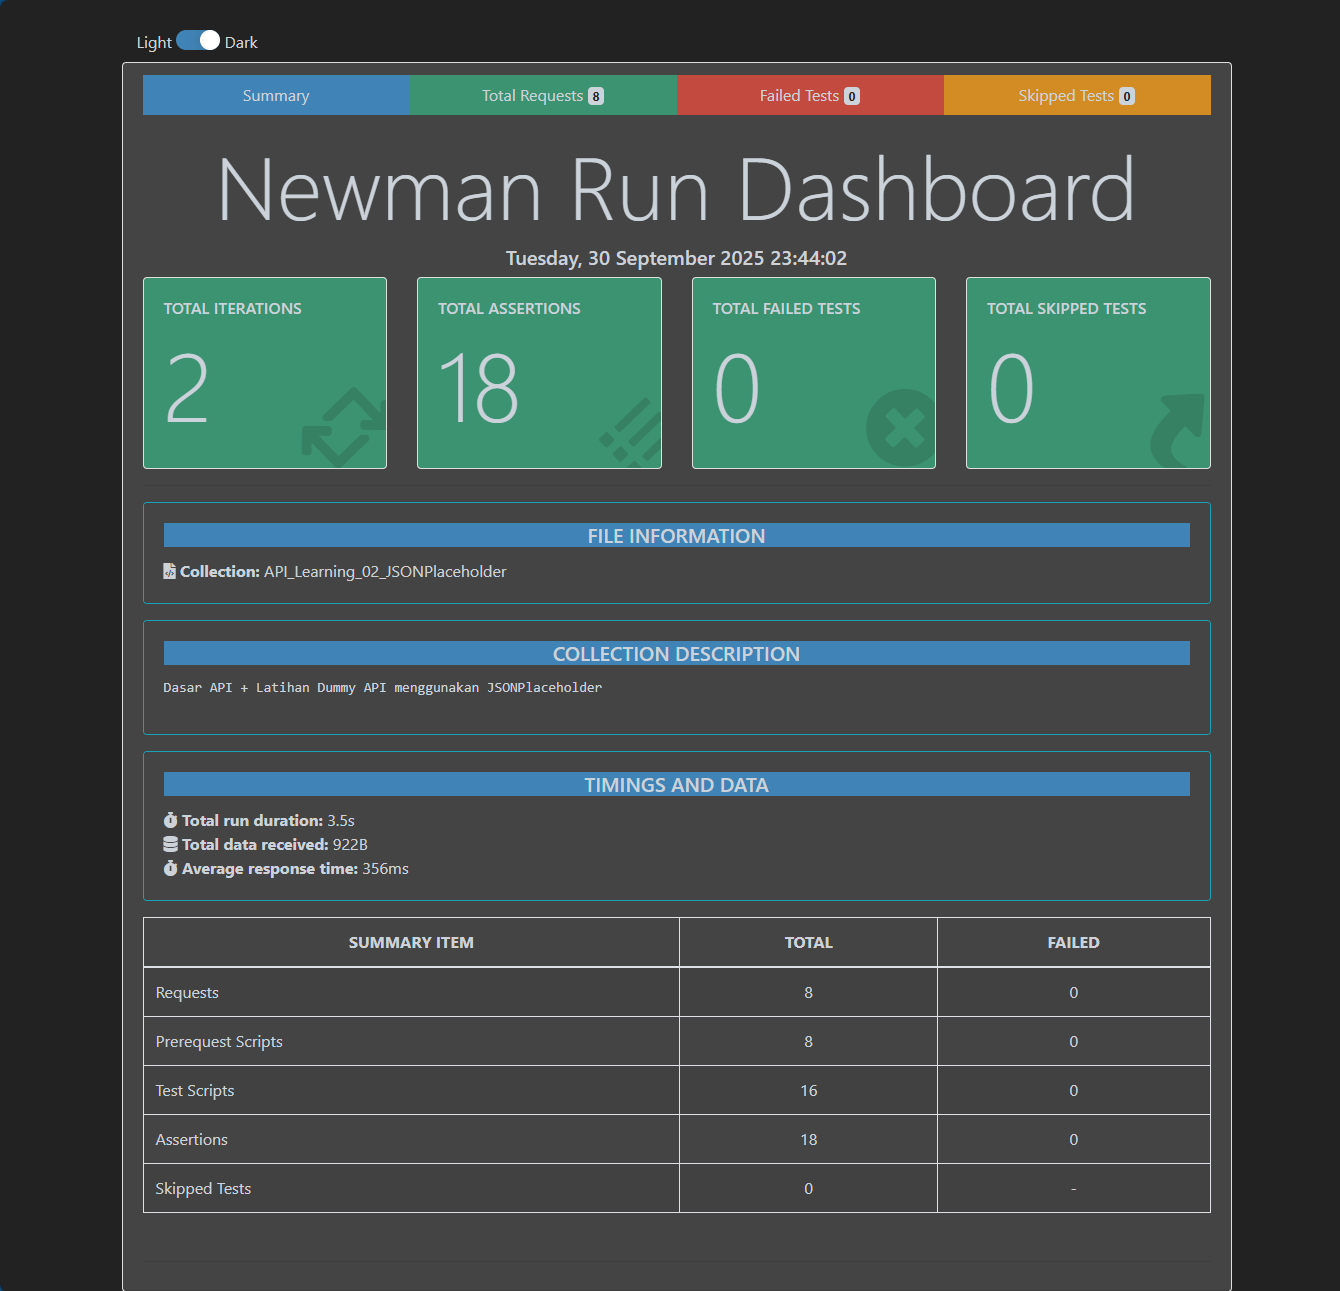 Light Dark
Summary Total Requests 8 Failed Tests 0 Skipped Tests 0
Newman Run Dashboard
Tuesday, 30 September 2025 23:44:02
TOTAL ITERATIONS
2
TOTAL ASSERTIONS
18
TOTAL FAILED TESTS
0
TOTAL SKIPPED TESTS
0
FILE INFORMATION
Collection: API_Learning_02_JSONPlaceholder
COLLECTION DESCRIPTION
Dasar API + Latihan Dummy API menggunakan JSONPlaceholder
TIMINGS AND DATA
Total run duration: 3.5s
Total data received: 922B
Average response time: 356ms
SUMMARY ITEM TOTAL FAILED
Requests 8 0
Prerequest Scripts 8 0
Test Scripts 16 0
Assertions 18 0
Skipped Tests 0 -